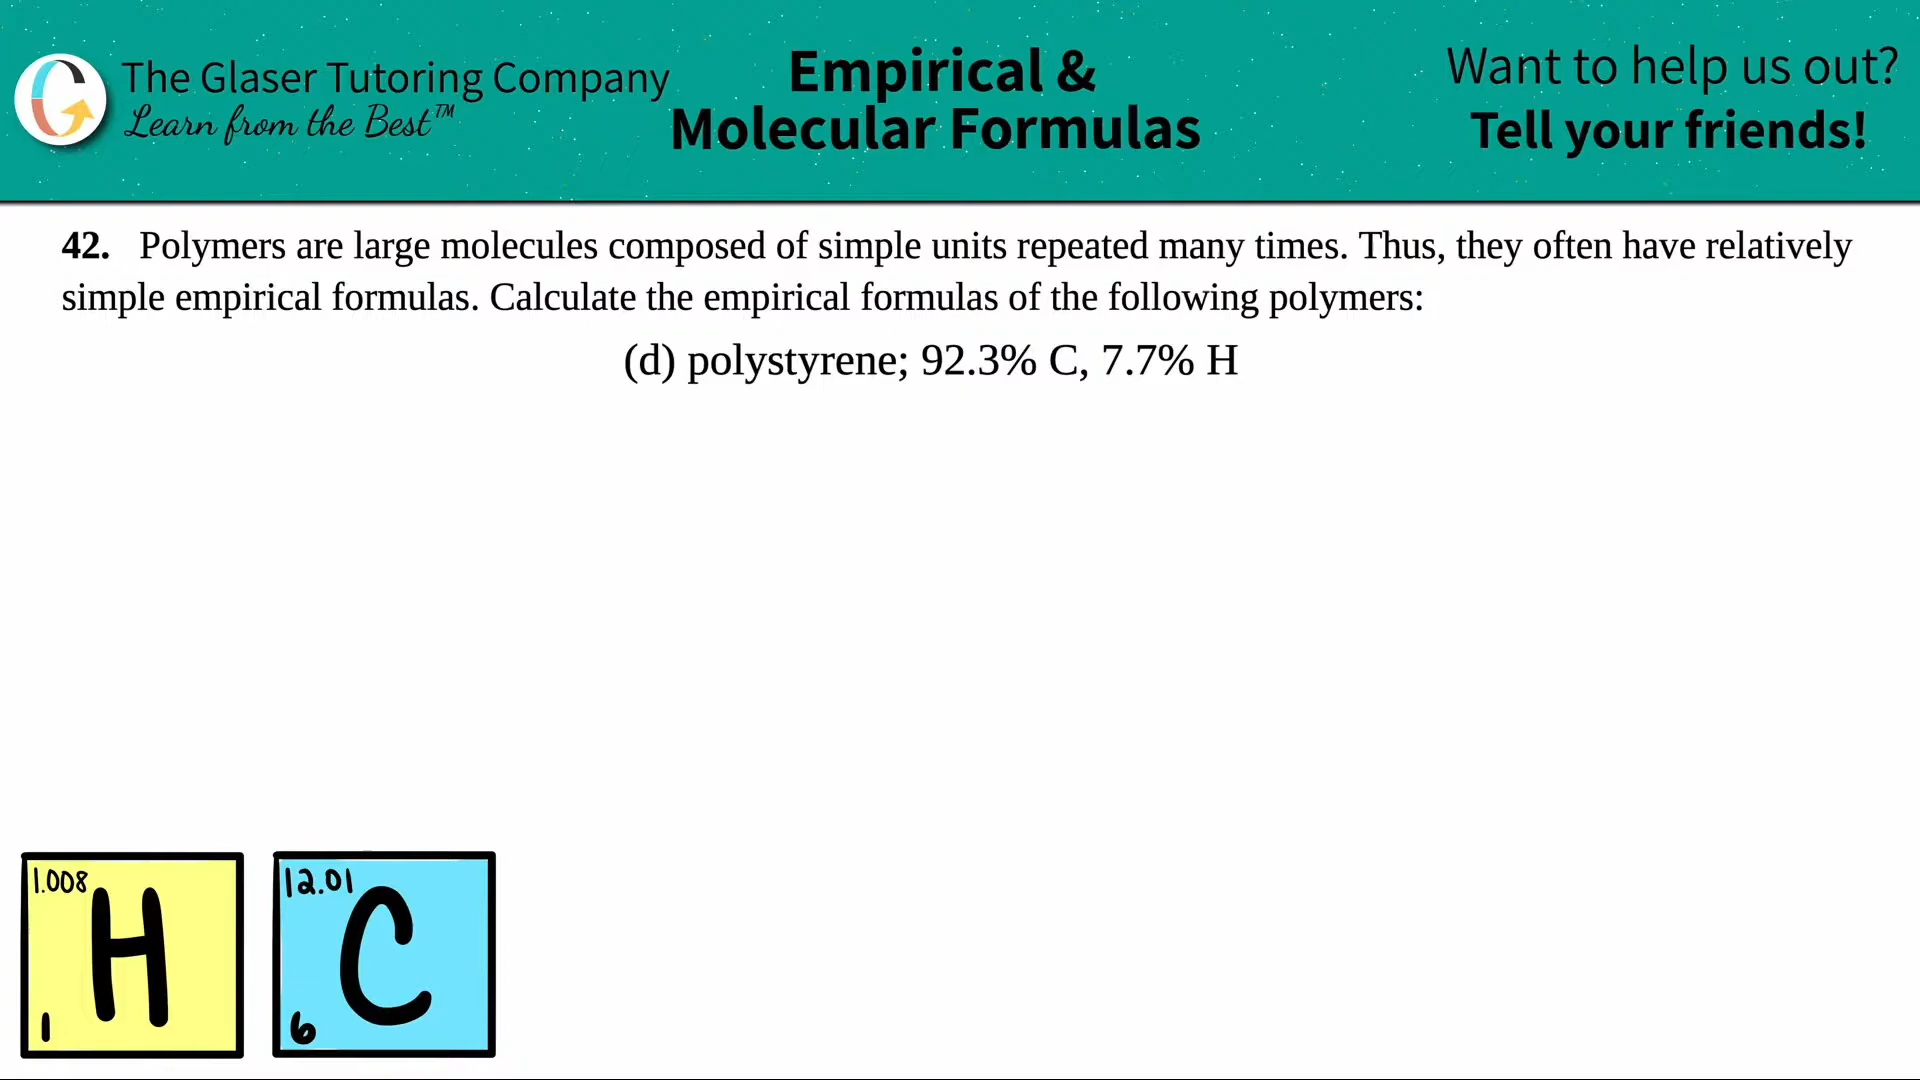 The Glaser Tutoring Company
Learn from the Best™
Empirical &
Molecular Formulas
Want to help us out?
Tell your friends!
42. Polymers are large molecules composed of simple units repeated many times. Thus, they often have relatively
simple empirical formulas. Calculate the empirical formulas of the following polymers:
(d) polystyrene; 92.3% C, 7.7% H
1.008
H
1
12.01
C
6